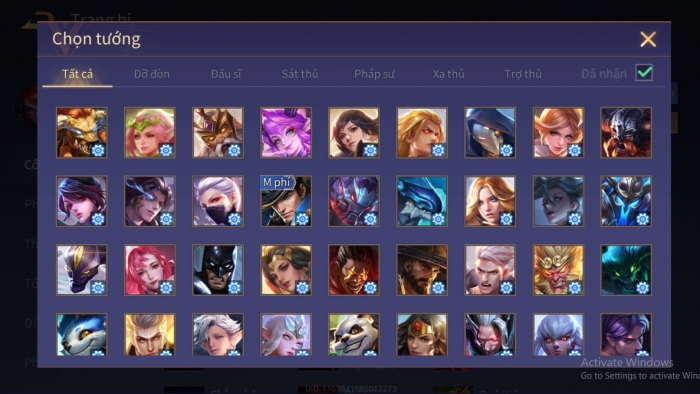 Trang bị
Chọn tướng
Tất cả
Đỡ đòn
Đấu sĩ
Sát thủ
Pháp sư
Xạ thủ
Trợ thủ
Đã nhận
M phí
Activate Windows
Go to Settings to activate Win